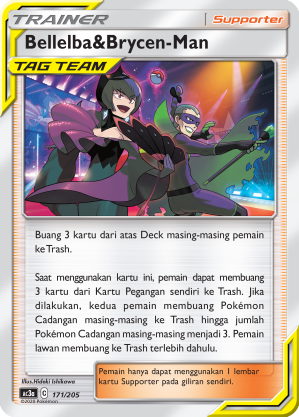 TRAINER
Supporter
Bellelba&Brycen-Man
TAG TEAM
Buang 3 kartu dari atas Deck masing-masing pemain
ke Trash.
Saat menggunakan kartu ini, pemain dapat membuang
3 kartu dari Kartu Pegangan sendiri ke Trash. Jika
dilakukan, kedua pemain membuang Pokémon
Cadangan masing-masing ke Trash hingga jumlah
Pokémon Cadangan masing-masing menjadi 3. Pemain
lawan membuang ke Trash terlebih dahulu.
Illus.Hideki Ishikawa
Pemain hanya dapat menggunakan 1 lembar
kartu Supporter pada giliran sendiri.
AC3a C 171/205
©2020 Pokémon